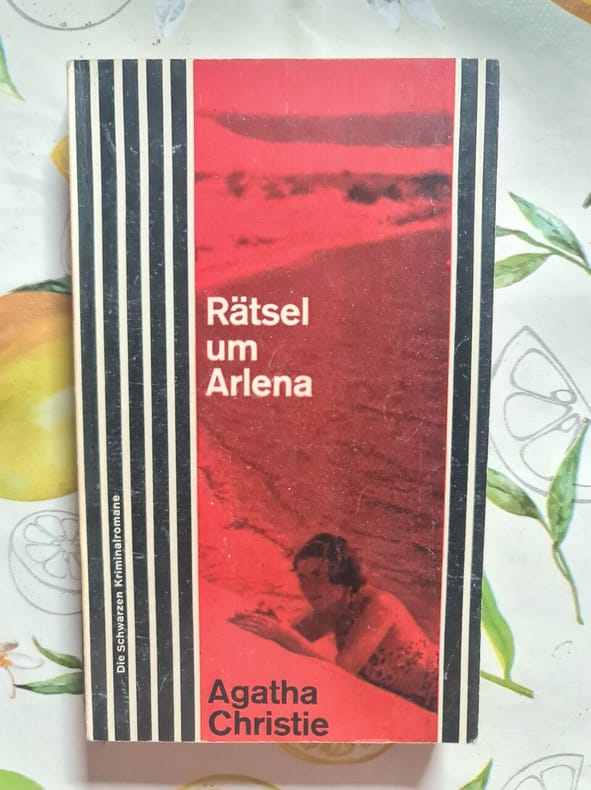 Rätsel
um
Arlena
Die Schwarzen Kriminalromane
Agatha
Christie